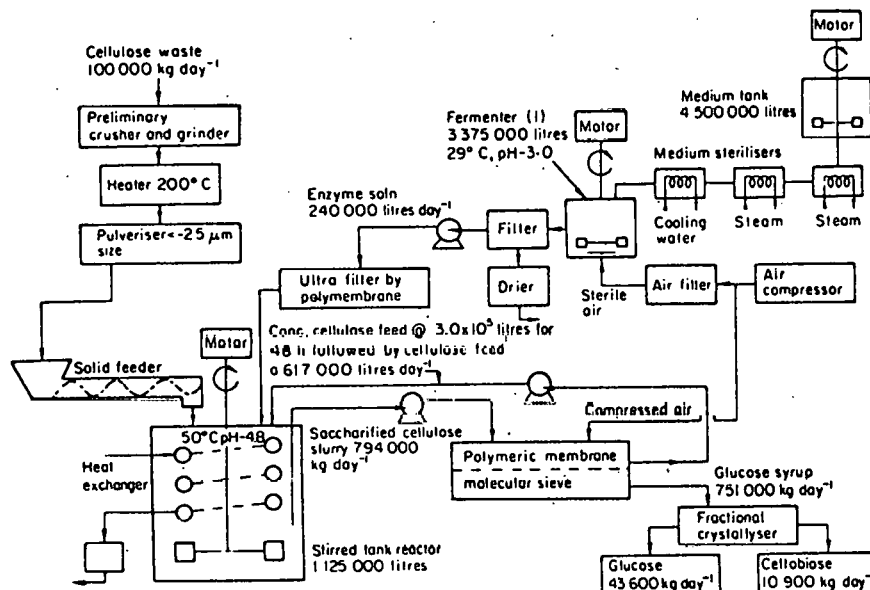 Cellulose waste
100 000 kg day⁻¹
Preliminary
crusher and grinder
Heater 200°C
Pulveriser<-25 μm
size
Solid feeder
Motor
Heat
exchanger
50°C pH-4.8
Stirred tank reactor
1 125 000 litres
Enzyme soln
240 000 litres day⁻¹
Ultra filter by
polymembrane
Conc. cellulose feed @ 3.0x10⁵ litres for
48 h followed by cellulose feed
a 617 000 litres day⁻¹
Saccharified cellulose
slurry 794 000
kg day⁻¹
Fermenter (1)
3 375 000 litres
29° C, pH-3.0
Motor
Filter
Drier
Sterile
air
Air filter
Air
compressor
Medium sterilisers
Cooling
water
Steam
Steam
Medium tank
4 500 000 litres
Motor
Compressed air
Polymeric membrane
molecular sieve
Glucose syrup
751 000 kg day⁻¹
Fractional
crystallyser
Glucose
43 600 kg day⁻¹
Cellobiose
10 900 kg day⁻¹